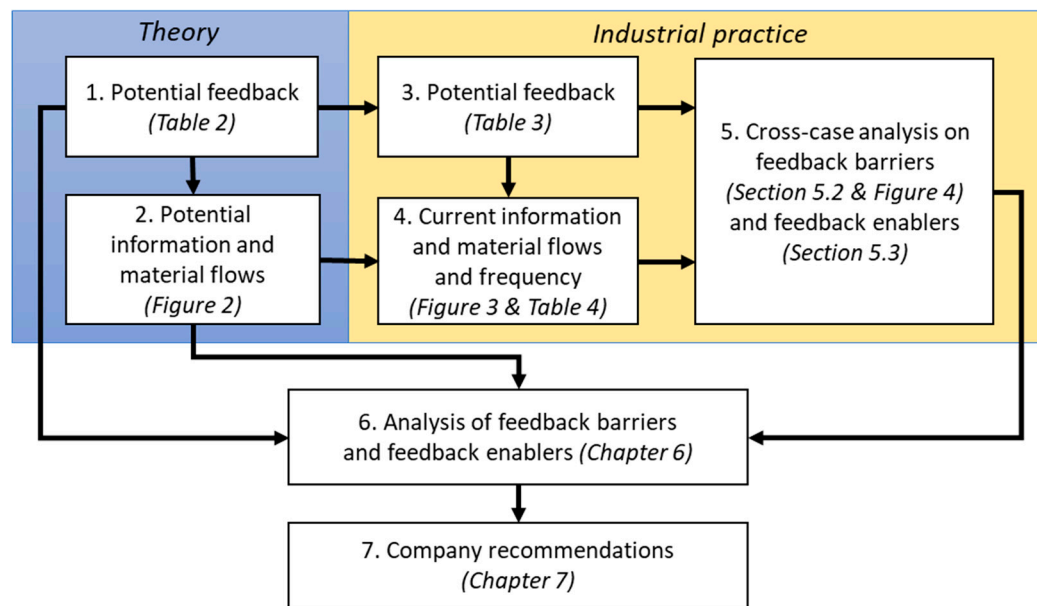 Theory
Industrial practice
1. Potential feedback
(Table 2)
3. Potential feedback
(Table 3)
5. Cross-case analysis on
feedback barriers
(Section 5.2 & Figure 4)
and feedback enablers
(Section 5.3)
2. Potential
information and
material flows
(Figure 2)
4. Current information
and material flows
and frequency
(Figure 3 & Table 4)
6. Analysis of feedback barriers
and feedback enablers (Chapter 6)
7. Company recommendations
(Chapter 7)